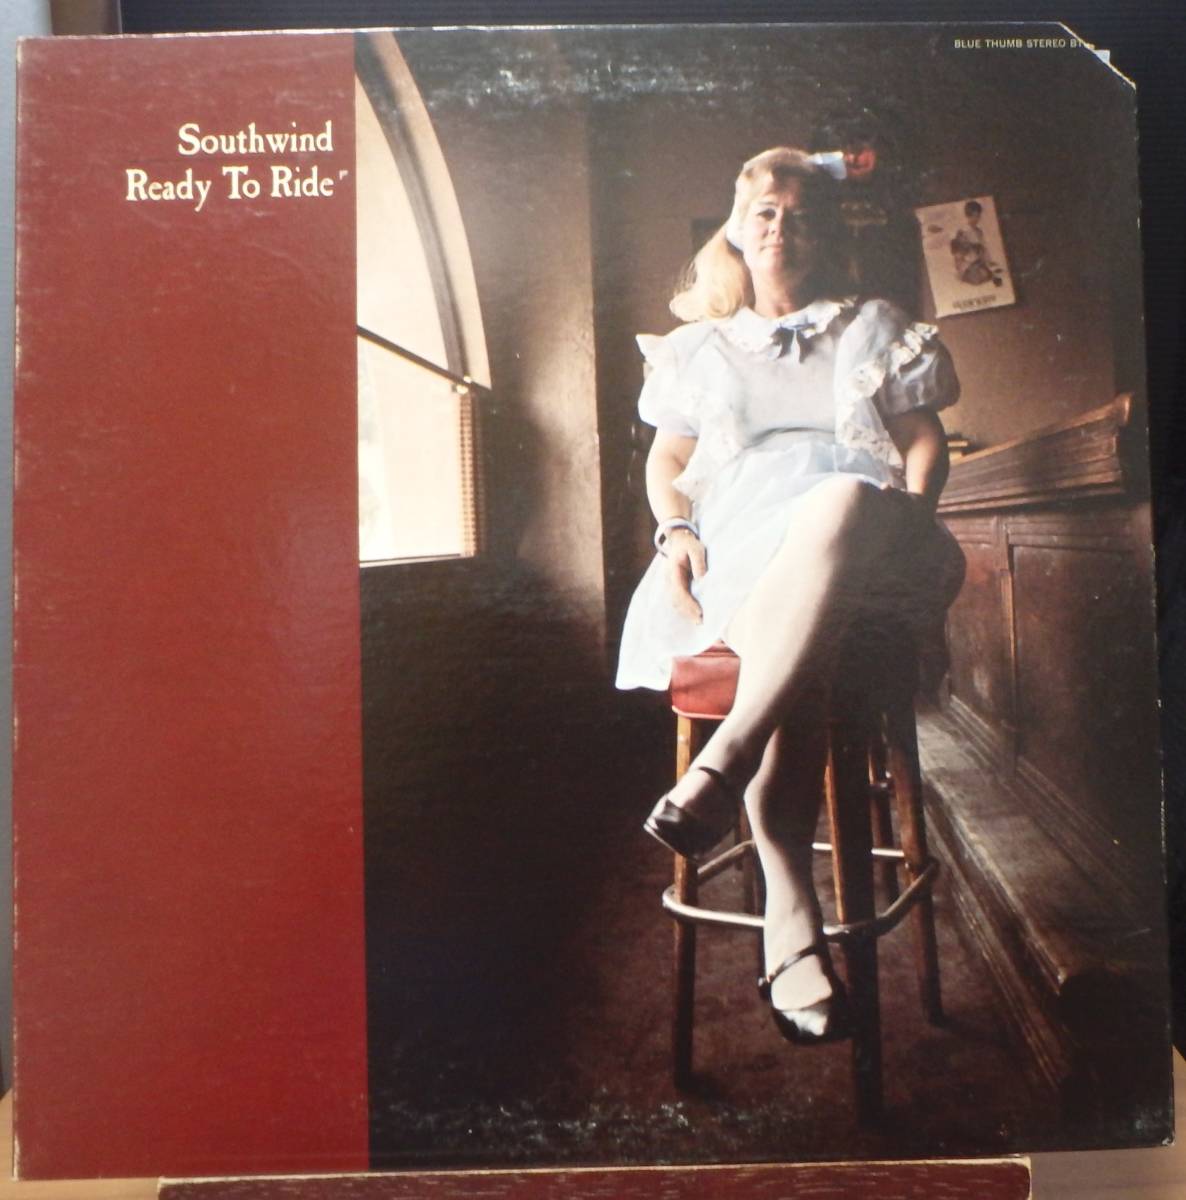 BLUE THUMB STEREO
Southwind
Ready To Ride